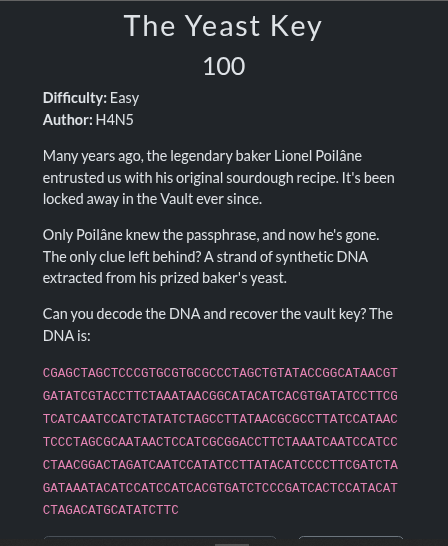 The Yeast Key
100
Difficulty: Easy
Author: H4N5
Many years ago, the legendary baker Lionel Poilâne
entrusted us with his original sourdough recipe. It's been
locked away in the Vault ever since.
Only Poilâne knew the passphrase, and now he's gone.
The only clue left behind? A strand of synthetic DNA
extracted from his prized baker's yeast.
Can you decode the DNA and recover the vault key? The
DNA is:
CGAGCTAGCTCCCGTGCGTGCGCCCTAGCTGTATACCGGCATAACGT
GATATCGTACCTTCTAAATAACGGCATACATCACGTGATATCCTTCG
TCATCAATCCATCTATATCTAGCCTTATAACGCGCCTTATCCATAAC
TCCCTAGCGCAATAACTCCATCGCGGACCTTCTAAATCAATCCATCC
CTAACGGACTAGATCAATCCATATCCTTATACATCCCCTTCGATCTA
GATAAATACATCCATCCATCACGTGATCTCCCGATCACTCCATACAT
CTAGACATGCATATCTTC